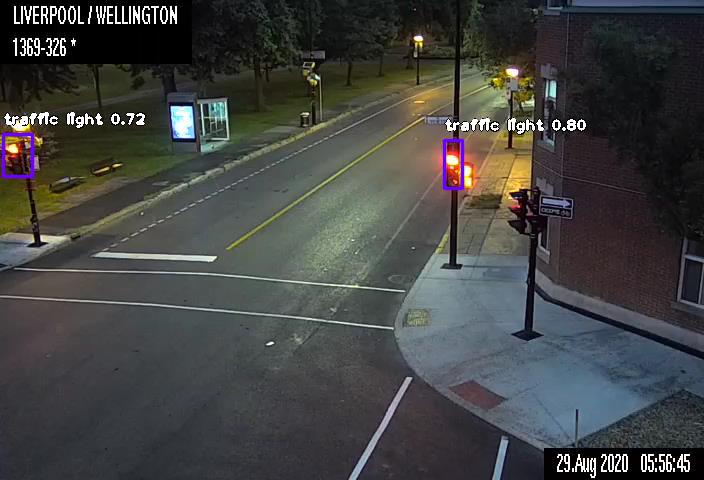 LIVERPOOL / WELLINGTON
1369-326 *
traffic light 0.72
traffic light 0.80
29.Aug 2020 05:56:45